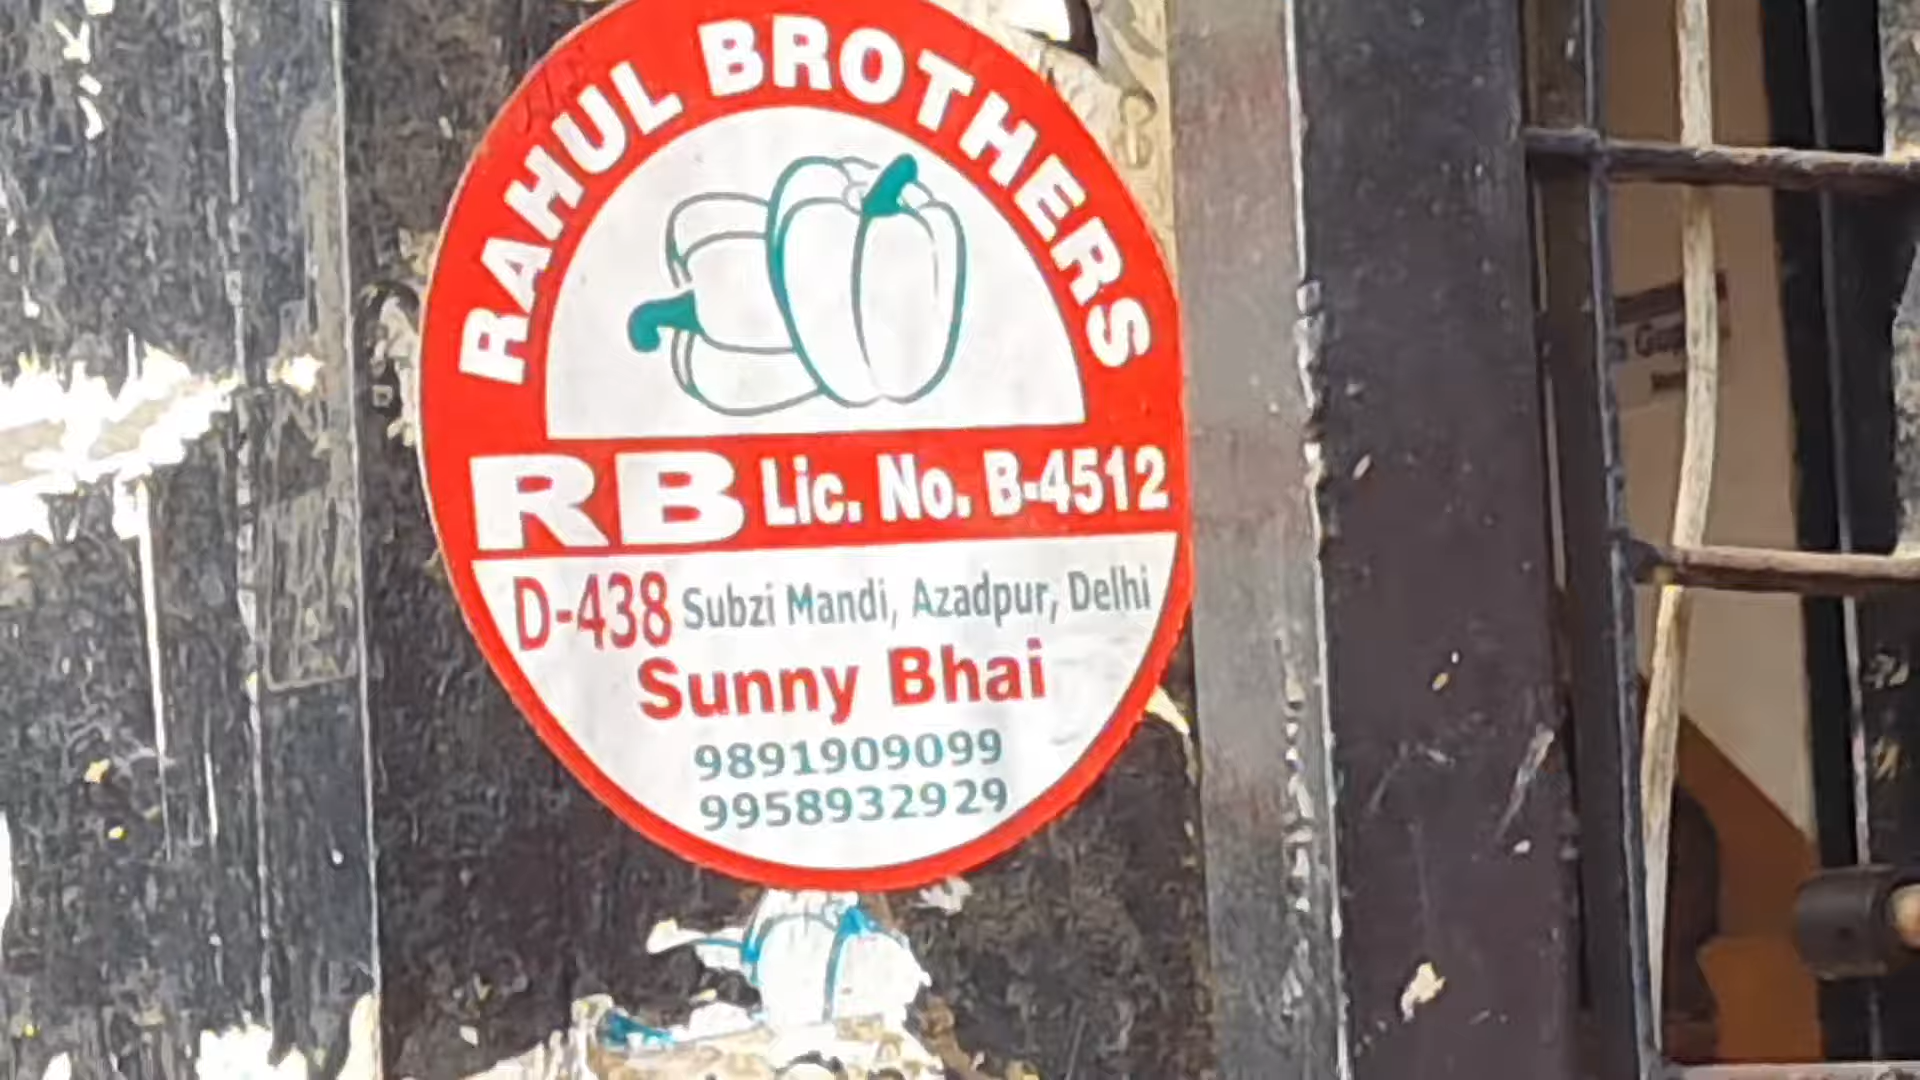 RAHUL BROTHERS
RB Lic. No. B-4512
D-438 Subzi Mandi, Azadpur, Delhi
Sunny Bhai
9891909099
9958932929